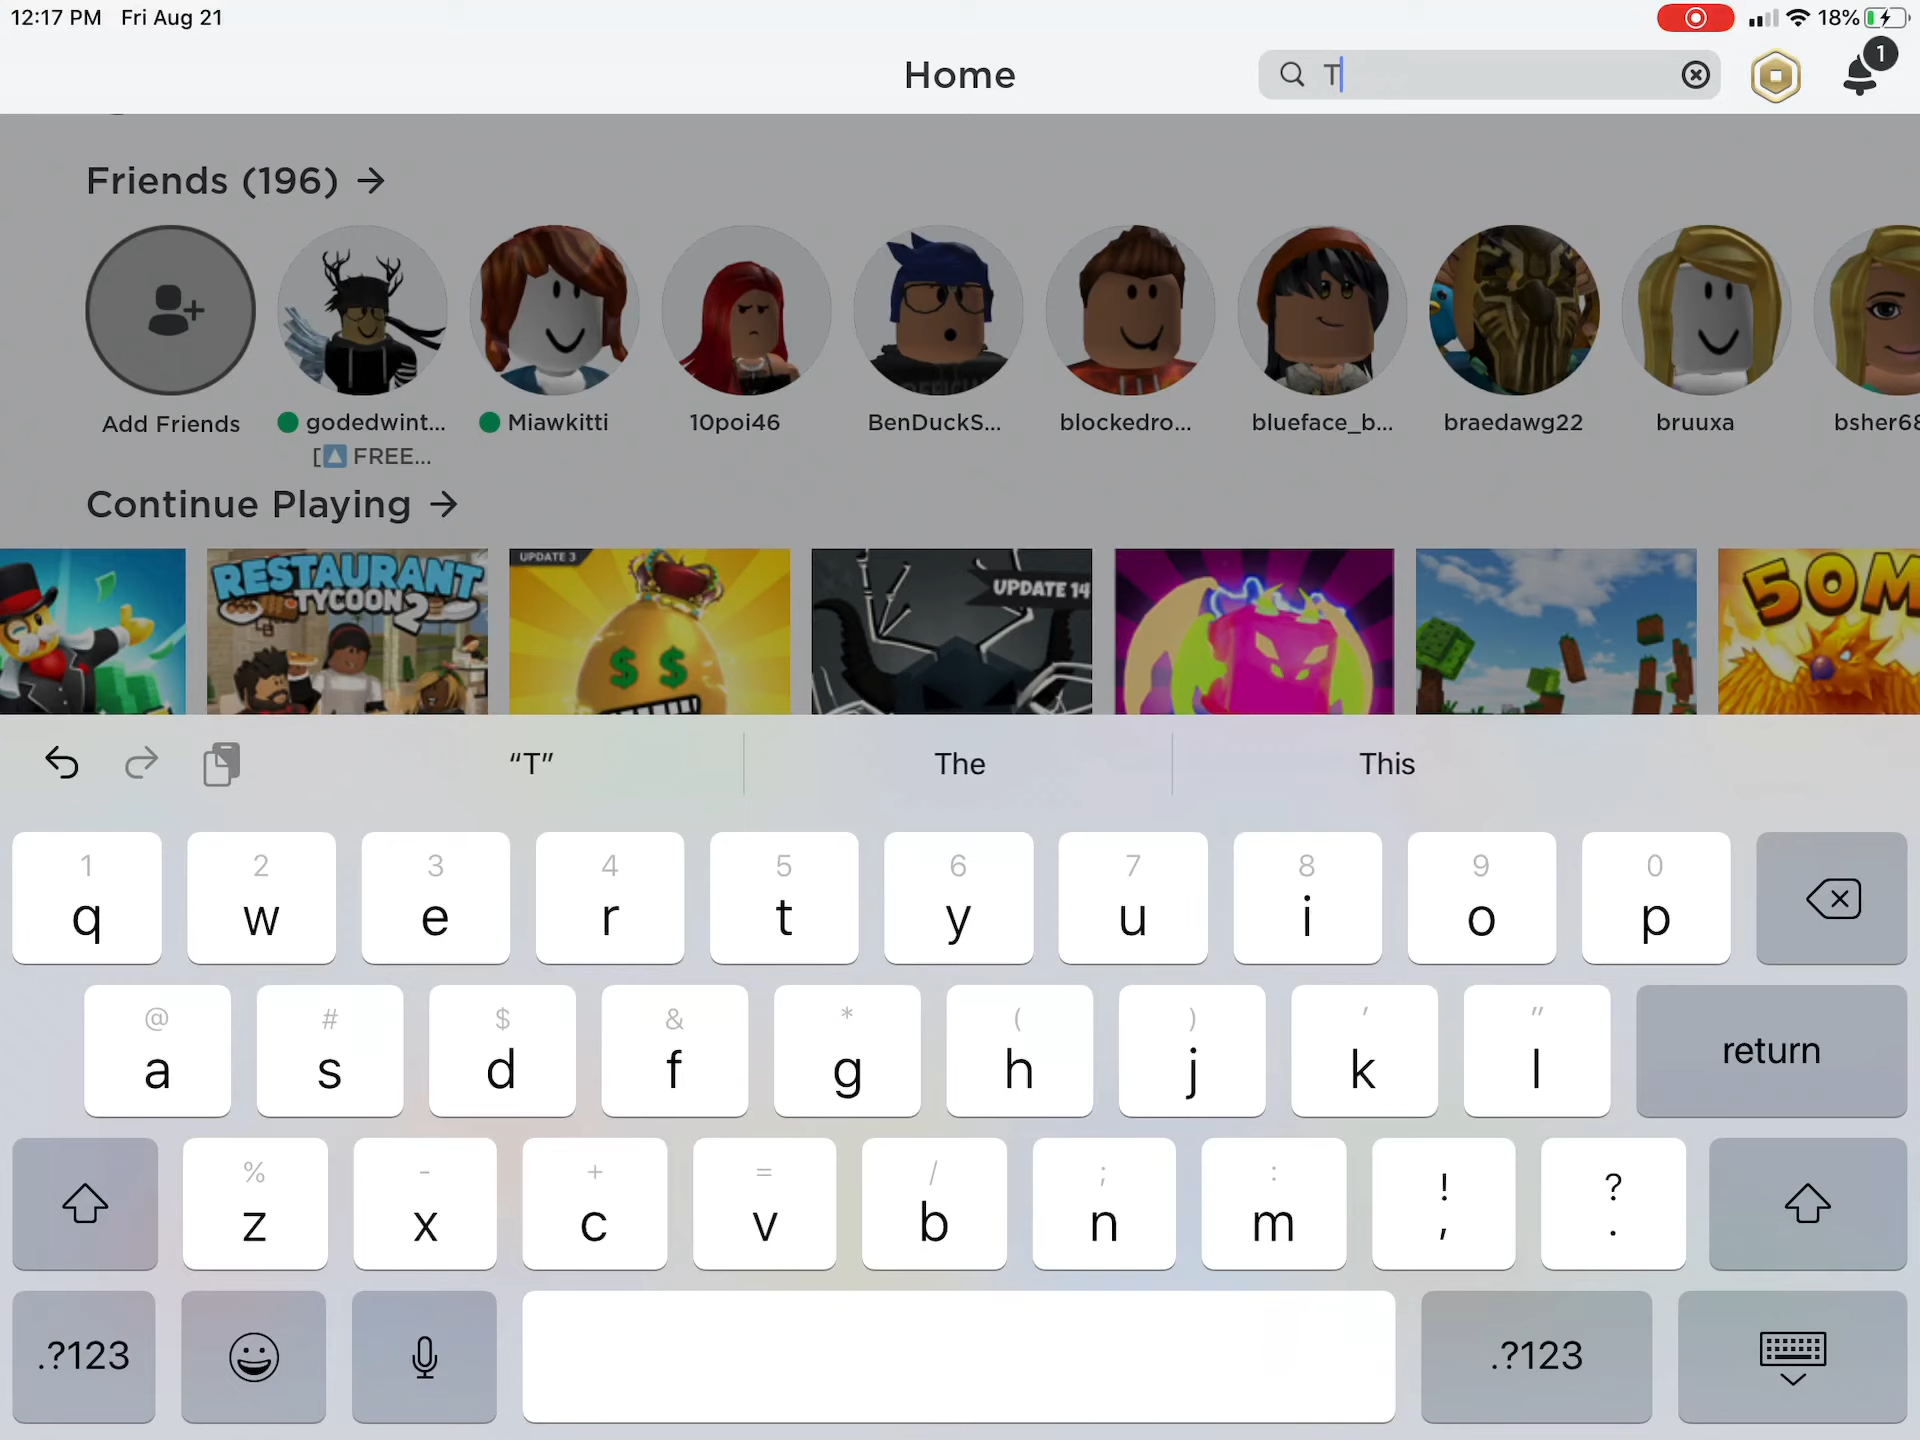 12:17 PM Fri Aug 21 18%
Home T 1
Friends (196) →
Add Friends godedwint... Miawkitti 10poi46 BenDuckS... blockedro... blueface_b... braedawg22 bruuxa bsher68
[ FREE...
Continue Playing →
RESTAURANT TYCOON 2
UPDATE 3
$ $
UPDATE 14
50M
“T” The This
1 2 3 4 5 6 7 8 9 0
q w e r t y u i o p
@ # $ & * ( ) ' "
a s d f g h j k l return
% - + = / ; : ! ?
z x c v b n m , .
.?123 .?123